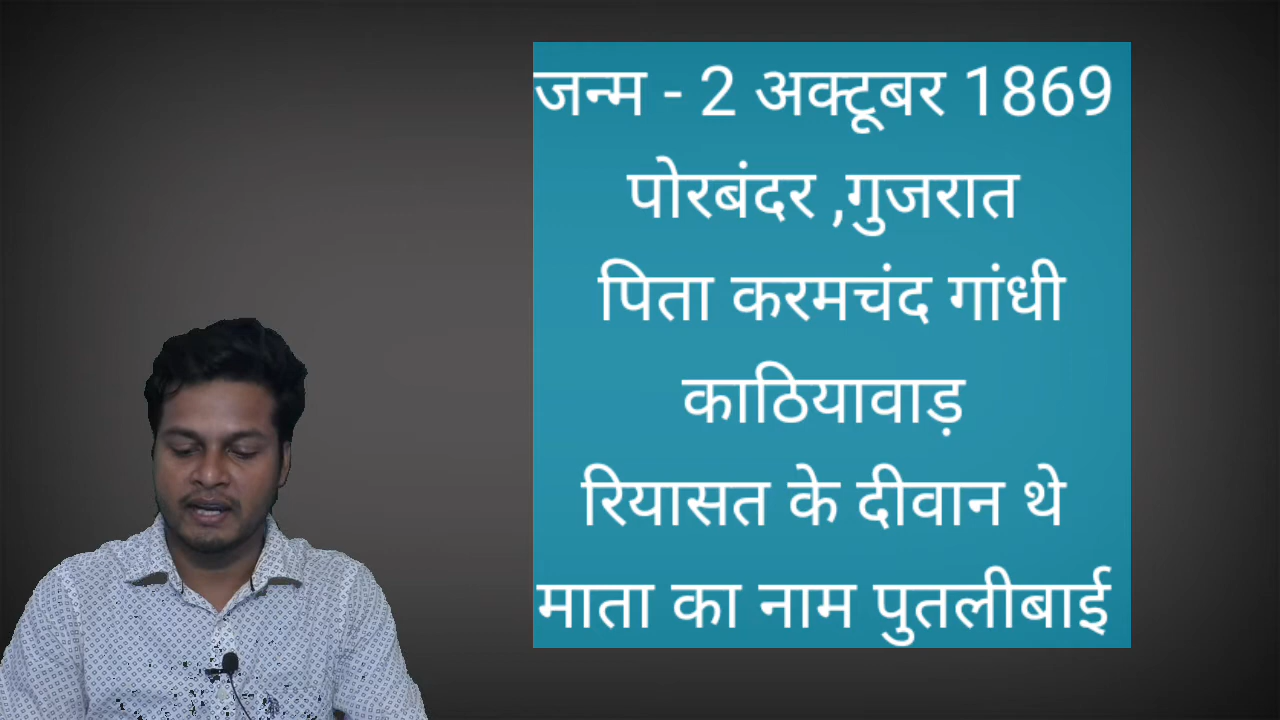 जन्म - 2 अक्टूबर 1869
पोरबंदर ,गुजरात
पिता करमचंद गांधी
काठियावाड़
रियासत के दीवान थे
माता का नाम पुतलीबाई